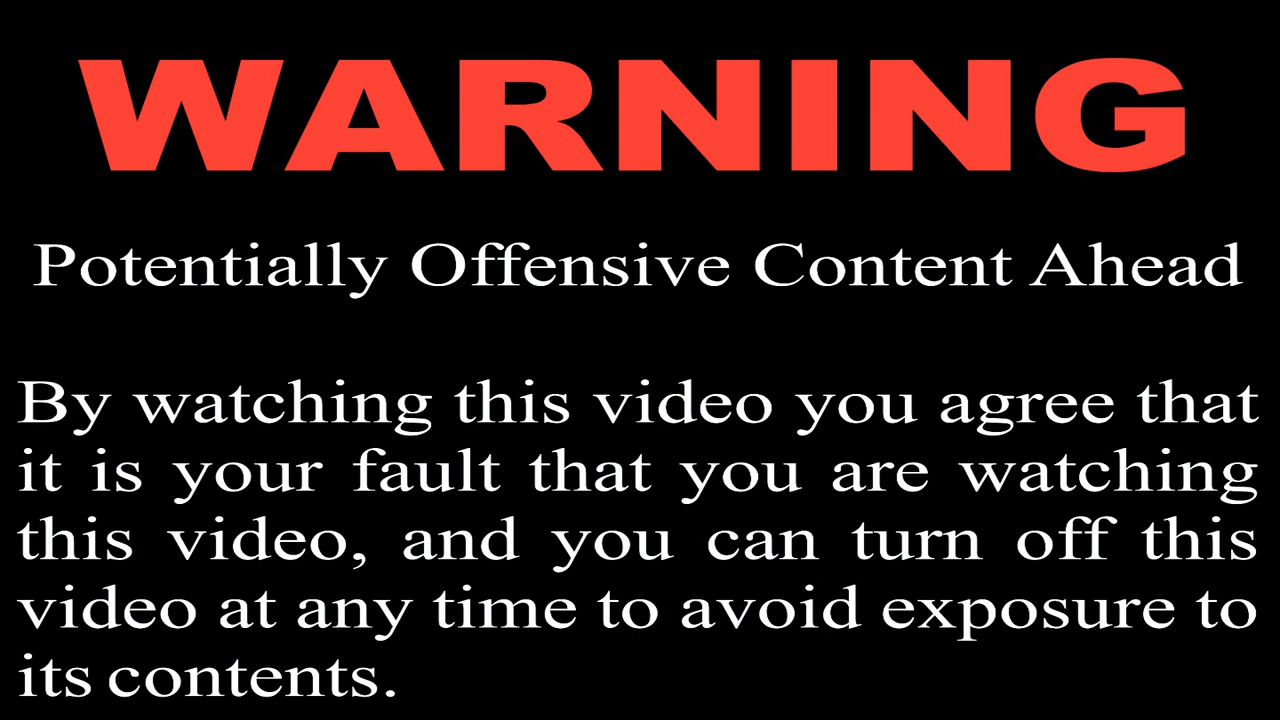 WARNING
Potentially Offensive Content Ahead
By watching this video you agree that
it is your fault that you are watching
this video, and you can turn off this
video at any time to avoid exposure to
its contents.